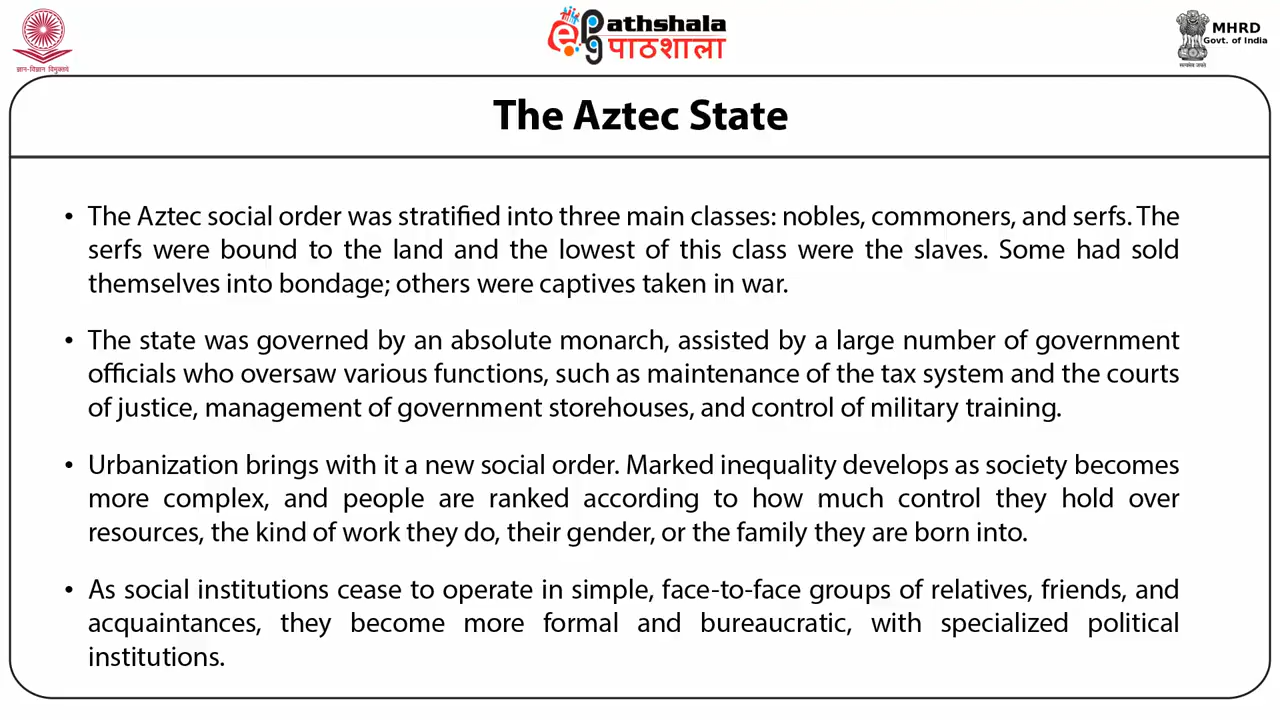 ePathshala
पाठशाला
MHRD
Govt. of India
ज्ञान-विज्ञान विमुक्तये
सत्यमेव जयते
The Aztec State
• The Aztec social order was stratified into three main classes: nobles, commoners, and serfs. The
serfs were bound to the land and the lowest of this class were the slaves. Some had sold
themselves into bondage; others were captives taken in war.
• The state was governed by an absolute monarch, assisted by a large number of government
officials who oversaw various functions, such as maintenance of the tax system and the courts
of justice, management of government storehouses, and control of military training.
• Urbanization brings with it a new social order. Marked inequality develops as society becomes
more complex, and people are ranked according to how much control they hold over
resources, the kind of work they do, their gender, or the family they are born into.
• As social institutions cease to operate in simple, face-to-face groups of relatives, friends, and
acquaintances, they become more formal and bureaucratic, with specialized political
institutions.